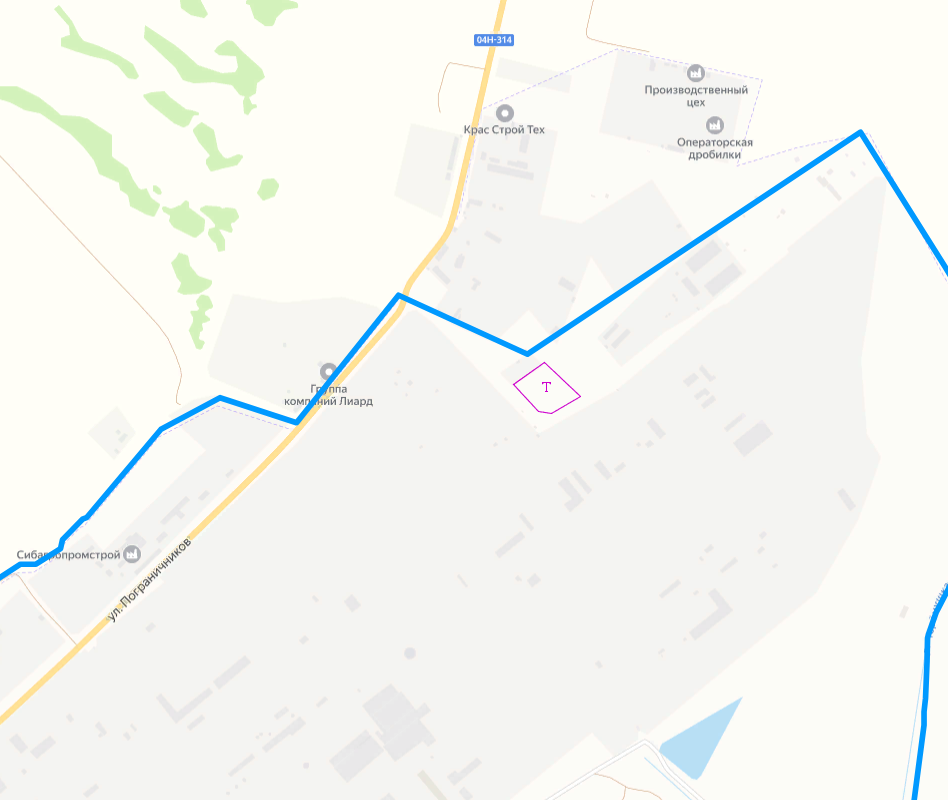 04Н-314
Производственный
цех
Крас Строй Тех
Операторская
дробилки
Группа
компаний Лиард
Т
Сибагропромстрой
ул. Пограничников